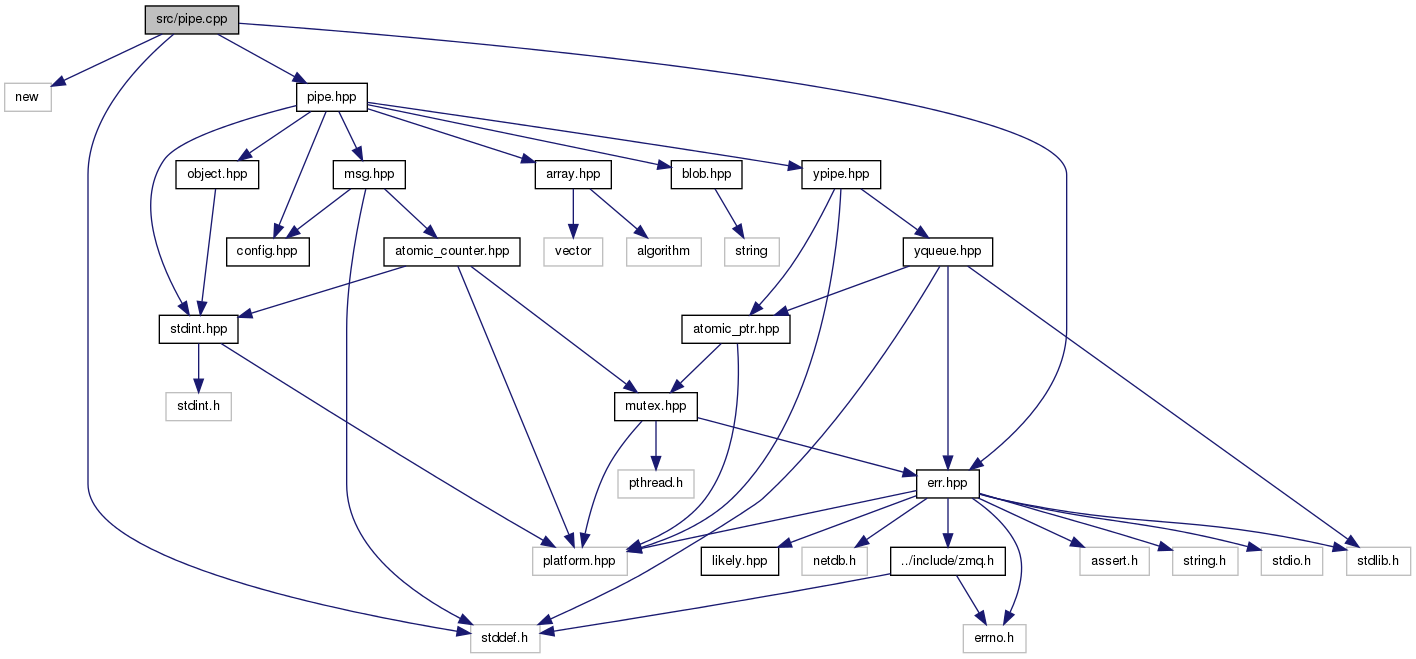 src/pipe.cpp
new
pipe.hpp
object.hpp
msg.hpp
array.hpp
blob.hpp
ypipe.hpp
config.hpp
atomic_counter.hpp
vector
algorithm
string
yqueue.hpp
stdint.hpp
atomic_ptr.hpp
stdint.h
mutex.hpp
pthread.h
err.hpp
platform.hpp
likely.hpp
netdb.h
../include/zmq.h
assert.h
string.h
stdio.h
stdlib.h
stddef.h
errno.h